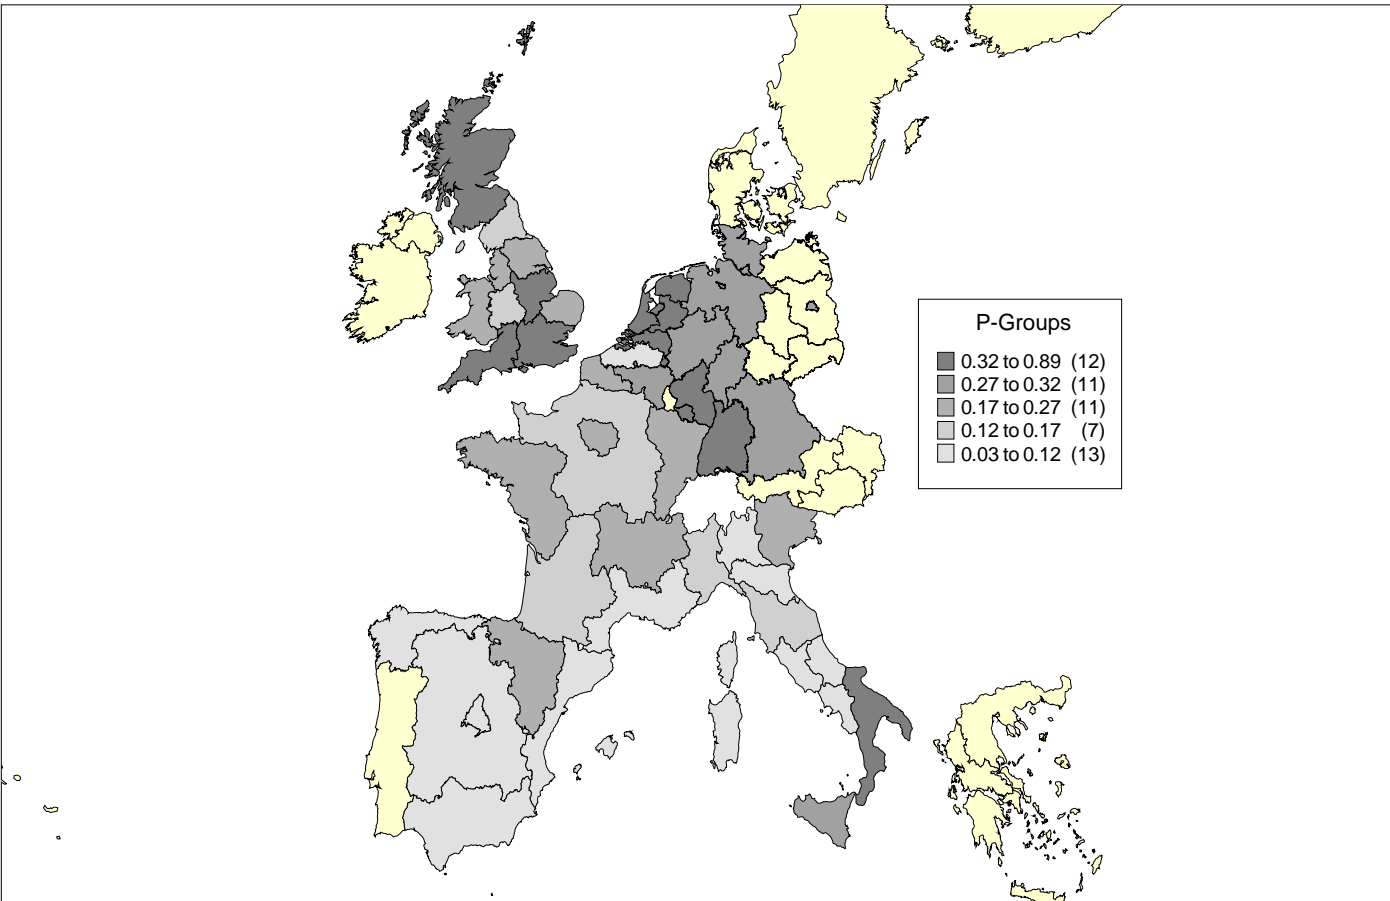 P-Groups
0.32 to 0.89 (12)
0.27 to 0.32 (11)
0.17 to 0.27 (11)
0.12 to 0.17 (7)
0.03 to 0.12 (13)